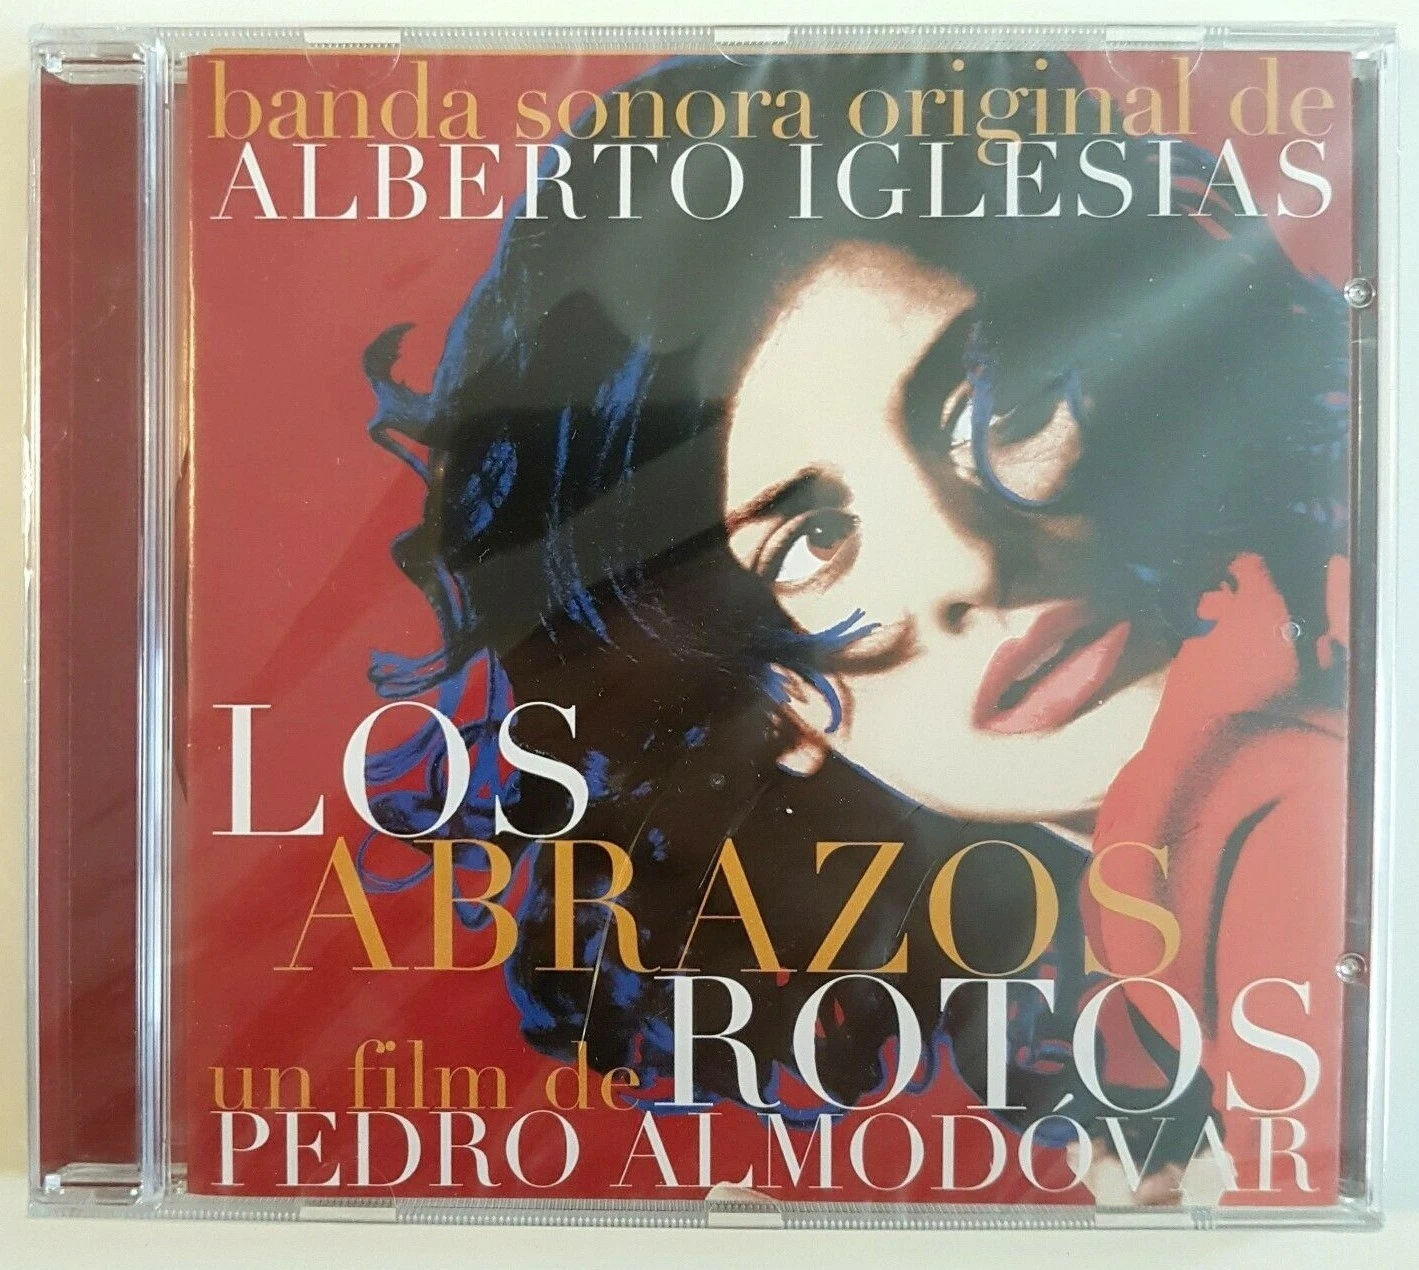 banda sonora original de
ALBERTO IGLESIAS
LOS
ABRAZOS
ROTOS
un film de
PEDRO ALMODÓVAR